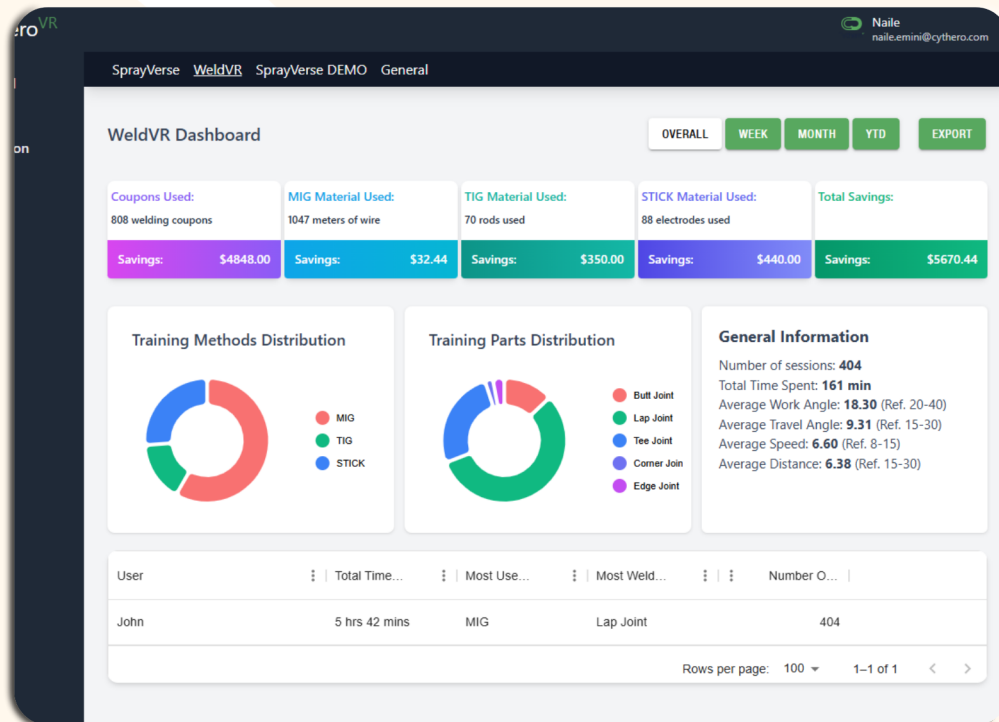 eroVR
Naile
naile.emini@cythero.com
SprayVerse WeldVR SprayVerse DEMO General
on
WeldVR Dashboard
OVERALL WEEK MONTH YTD EXPORT
Coupons Used: MIG Material Used: TIG Material Used: STICK Material Used: Total Savings:
808 welding coupons 1047 meters of wire 70 rods used 88 electrodes used
Savings: $4848.00 Savings: $32.44 Savings: $350.00 Savings: $440.00 Savings: $5670.44
Training Methods Distribution
MIG
TIG
STICK
Training Parts Distribution
Butt Joint
Lap Joint
Tee Joint
Corner Join
Edge Joint
General Information
Number of sessions: 404
Total Time Spent: 161 min
Average Work Angle: 18.30 (Ref. 20-40)
Average Travel Angle: 9.31 (Ref. 15-30)
Average Speed: 6.60 (Ref. 8-15)
Average Distance: 6.38 (Ref. 15-30)
User Total Time... Most Use... Most Weld... Number O...
John 5 hrs 42 mins MIG Lap Joint 404
Rows per page: 100 1–1 of 1